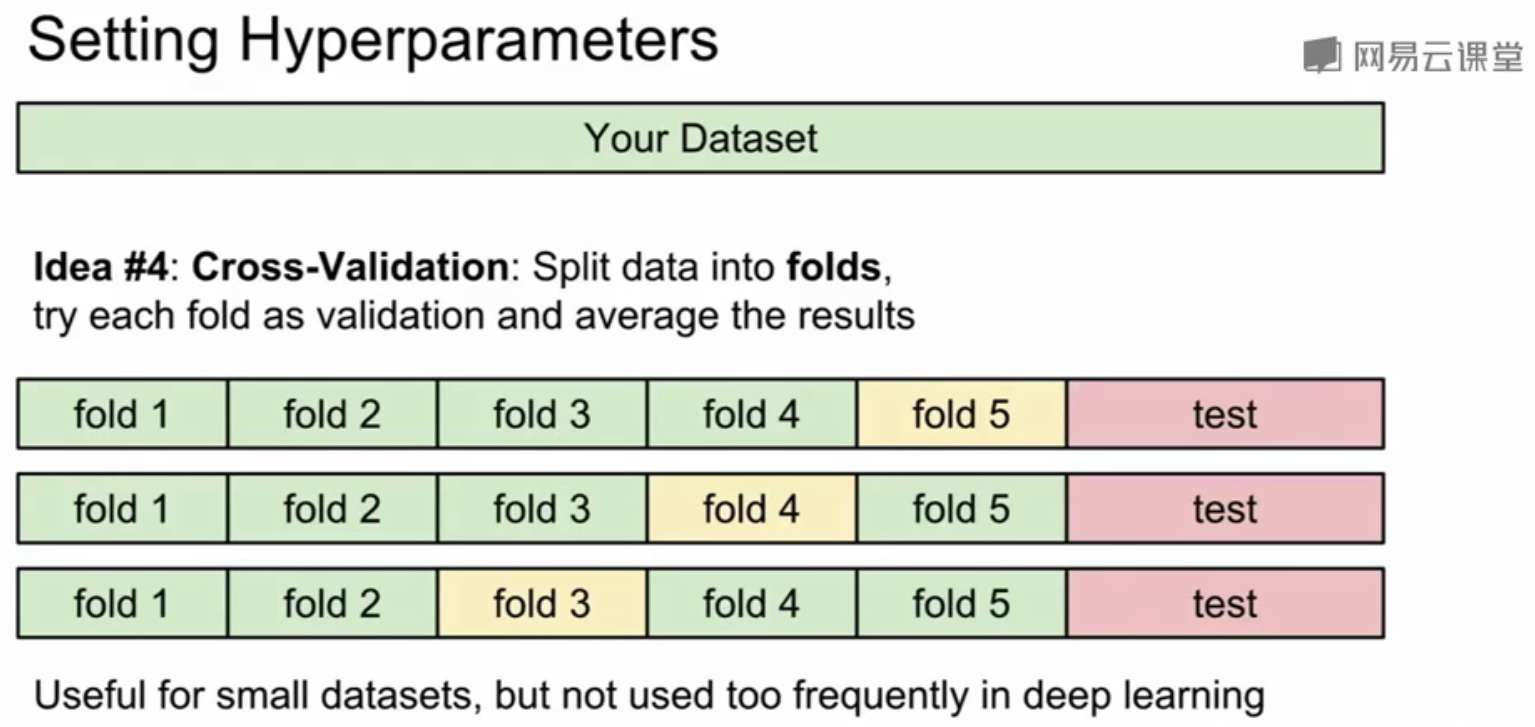 Setting Hyperparameters
网易云课堂
Your Dataset
Idea #4: Cross-Validation: Split data into folds,
try each fold as validation and average the results
fold 1 fold 2 fold 3 fold 4 fold 5 test
fold 1 fold 2 fold 3 fold 4 fold 5 test
fold 1 fold 2 fold 3 fold 4 fold 5 test
Useful for small datasets, but not used too frequently in deep learning